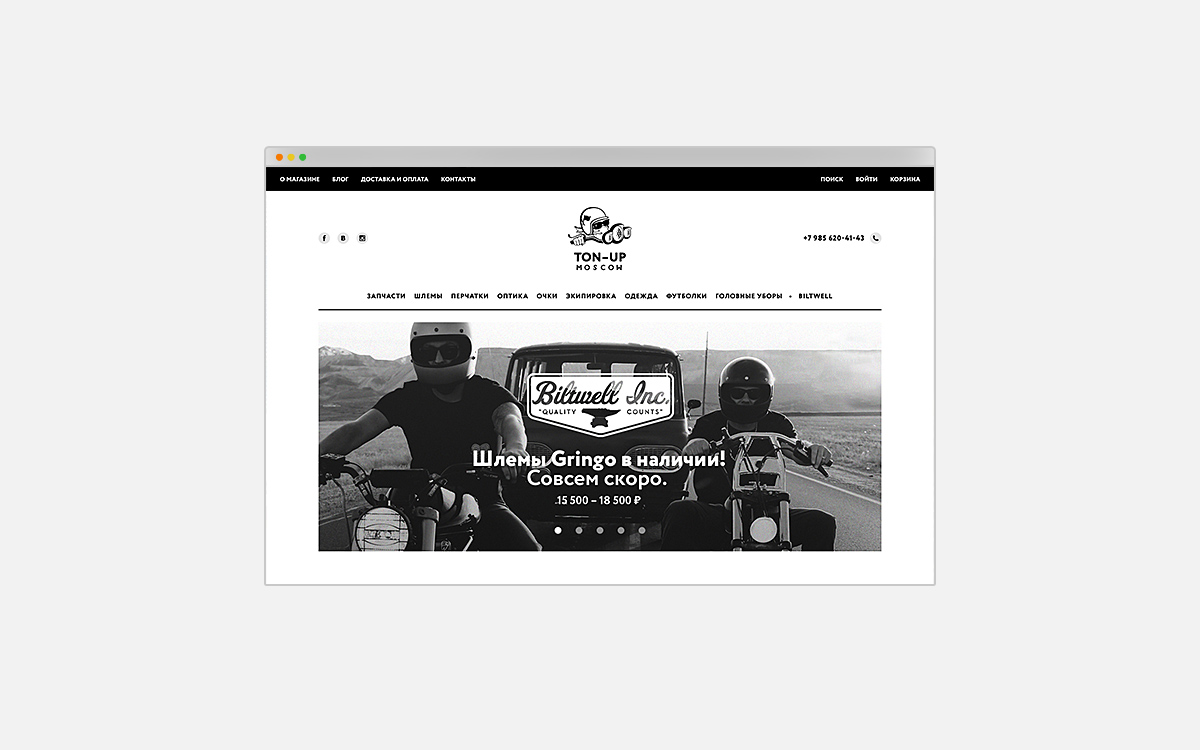 О МАГАЗИНЕ БЛОГ ДОСТАВКА И ОПЛАТА КОНТАКТЫ ПОИСК ВОЙТИ КОРЗИНА
f B +7 985 620-41-43
TON-UP
MOSCOW
ЗАПЧАСТИ ШЛЕМЫ ПЕРЧАТКИ ОПТИКА ОЧКИ ЭКИПИРОВКА ОДЕЖДА ФУТБОЛКИ ГОЛОВНЫЕ УБОРЫ + BILTWELL
Biltwell Inc.
"QUALITY COUNTS"
Шлемы Gringo в наличии!
Совсем скоро.
15 500 – 18 500 ₽